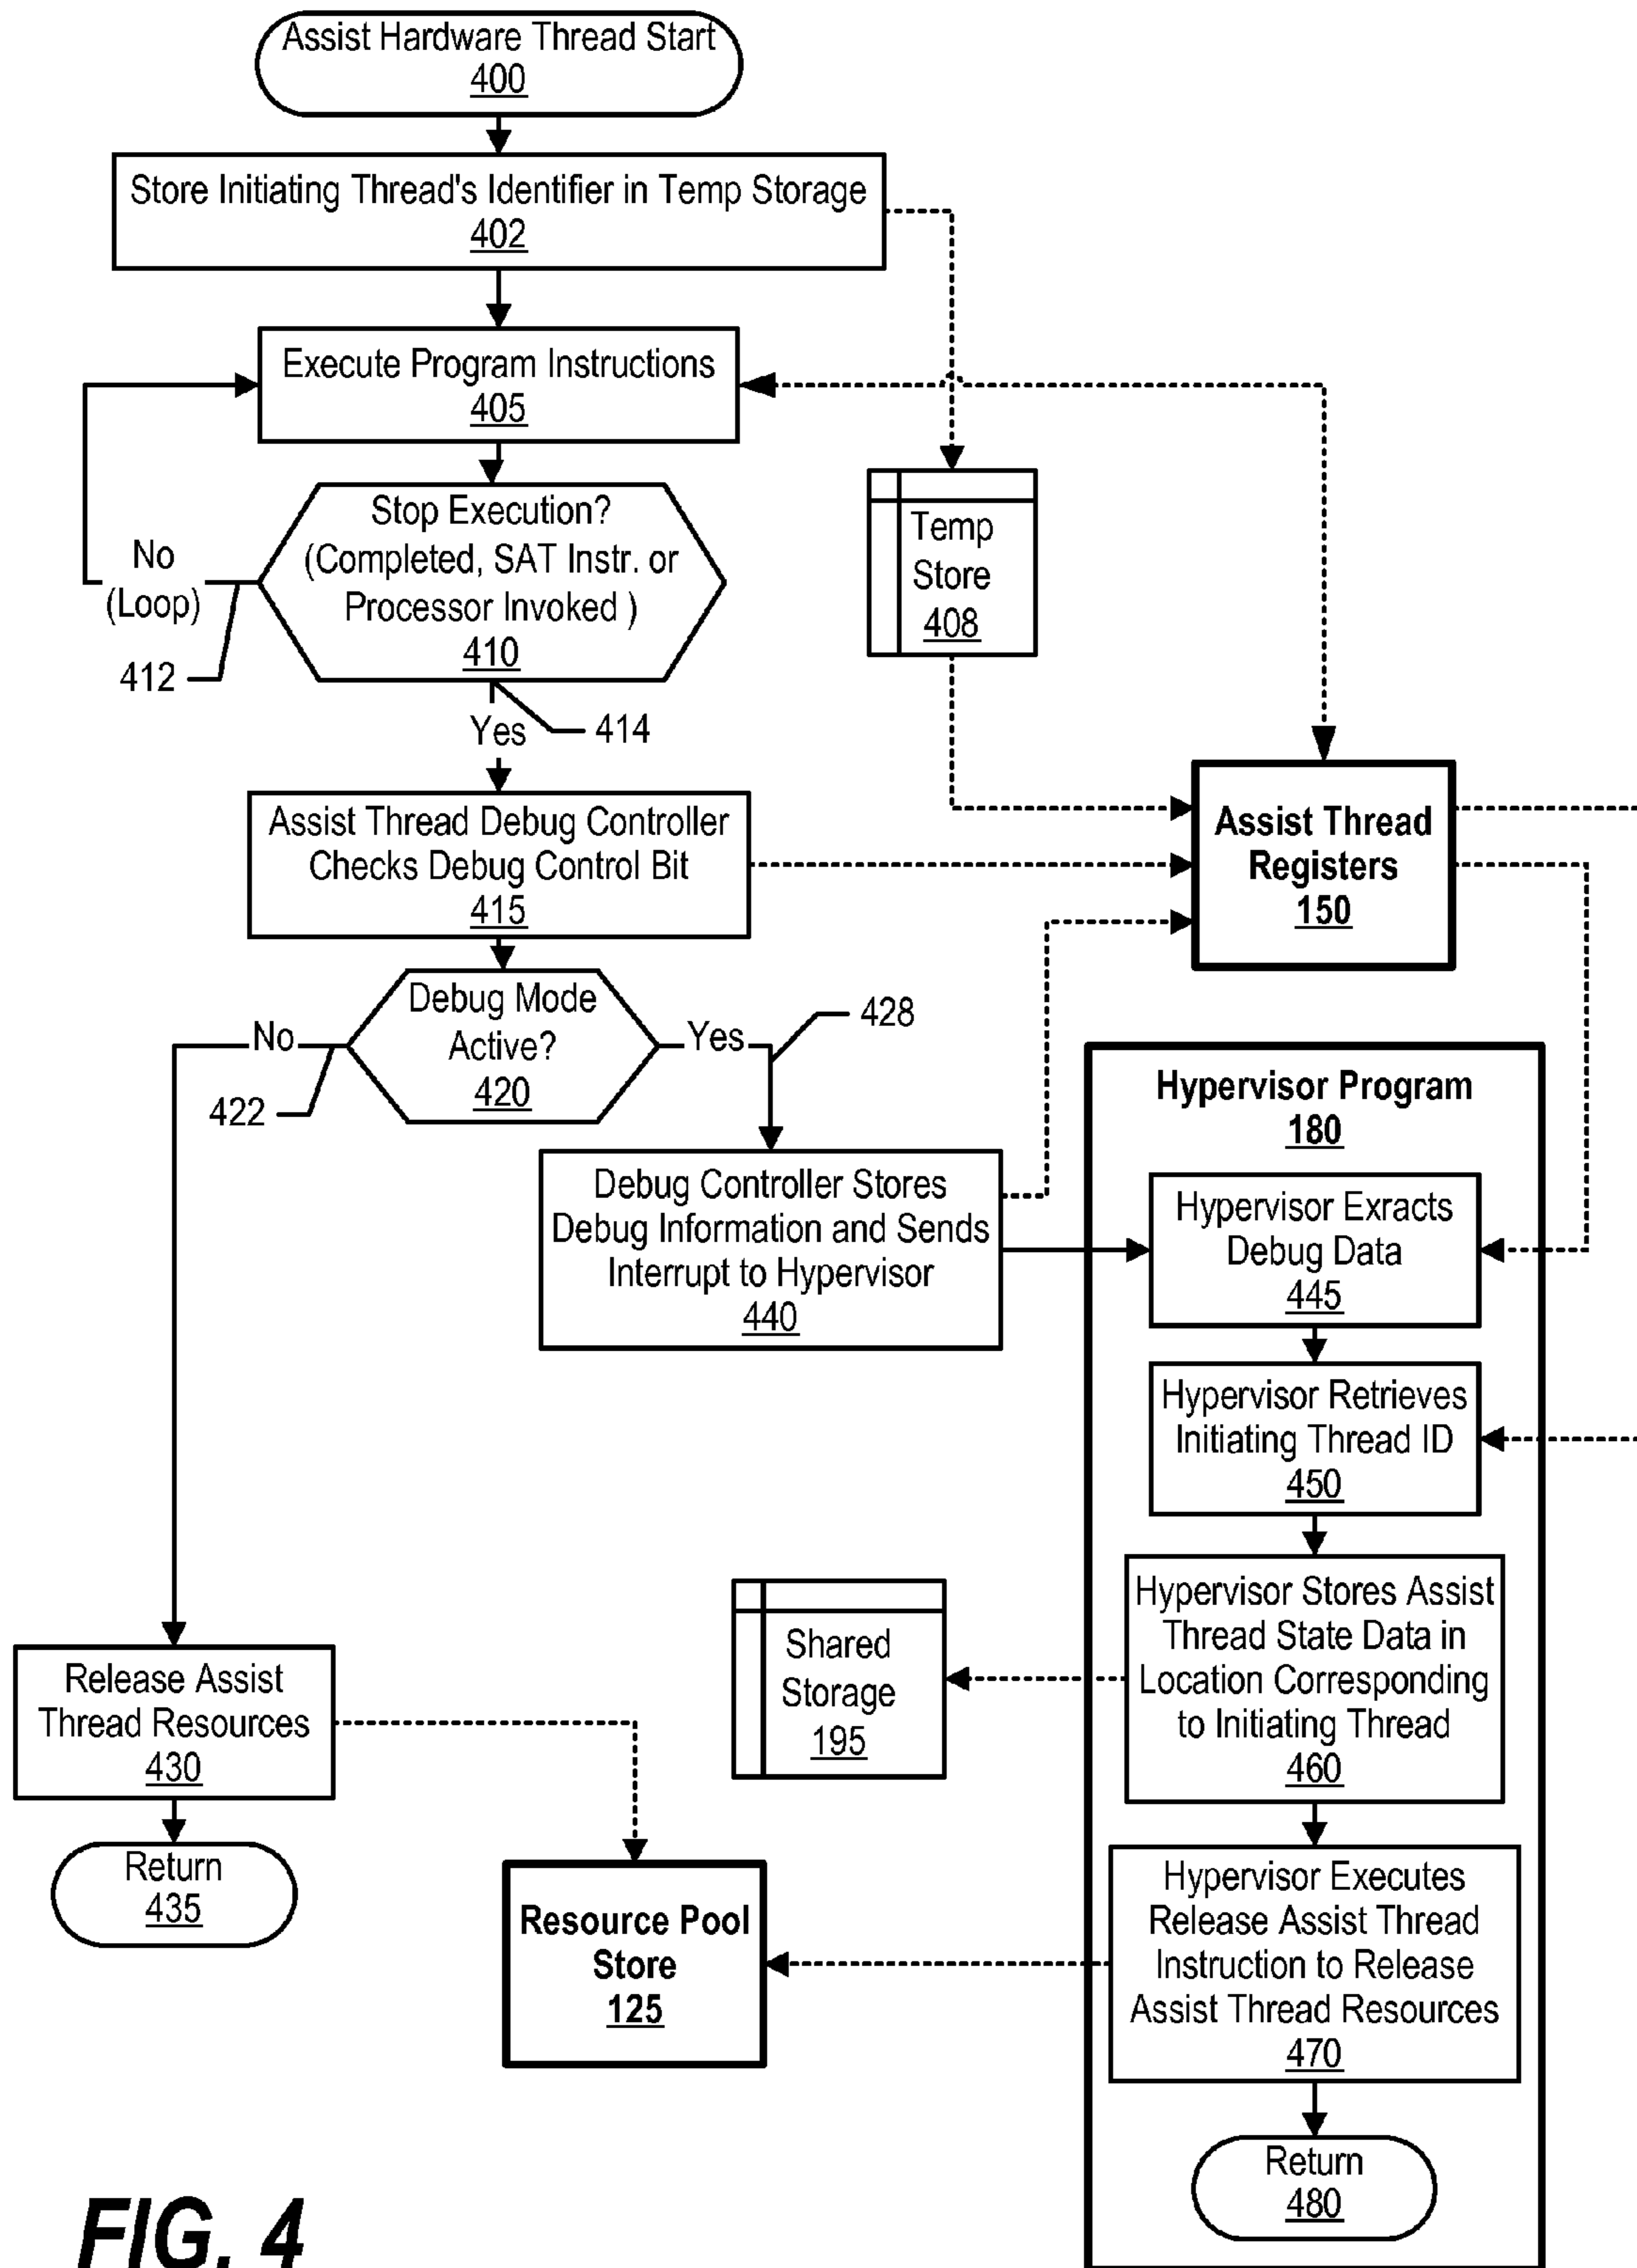 Assist Hardware Thread Start
400
Store Initiating Thread's Identifier in Temp Storage
402
Execute Program Instructions
405
Stop Execution?
(Completed, SAT Instr. or
Processor Invoked )
410
No
(Loop)
412
Yes
414
Temp
Store
408
Assist Thread Debug Controller
Checks Debug Control Bit
415
Assist Thread
Registers
150
Debug Mode
Active?
420
No
422
Yes
428
Debug Controller Stores
Debug Information and Sends
Interrupt to Hypervisor
440
Hypervisor Program
180
Hypervisor Exracts
Debug Data
445
Hypervisor Retrieves
Initiating Thread ID
450
Hypervisor Stores Assist
Thread State Data in
Location Corresponding
to Initiating Thread
460
Shared
Storage
195
Release Assist
Thread Resources
430
Return
435
Resource Pool
Store
125
Hypervisor Executes
Release Assist Thread
Instruction to Release
Assist Thread Resources
470
Return
480
FIG. 4